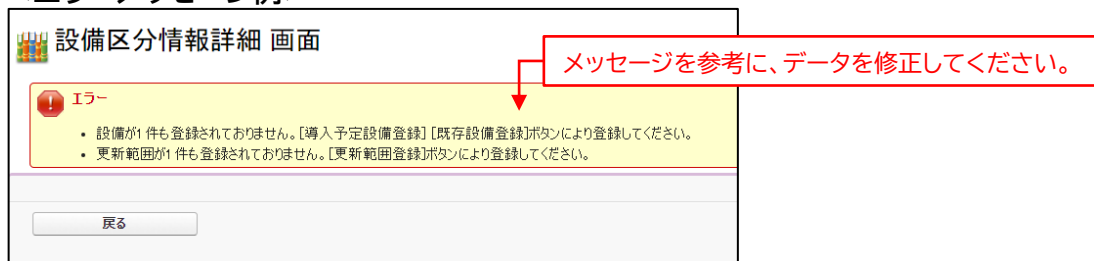 設備区分情報詳細 画面
メッセージを参考に、データを修正してください。
エラー
• 設備が1 件も登録されておりません。[導入予定設備登録] [既存設備登録]ボタンにより登録してください。
• 更新範囲が1 件も登録されておりません。[更新範囲登録]ボタンにより登録してください。
戻る